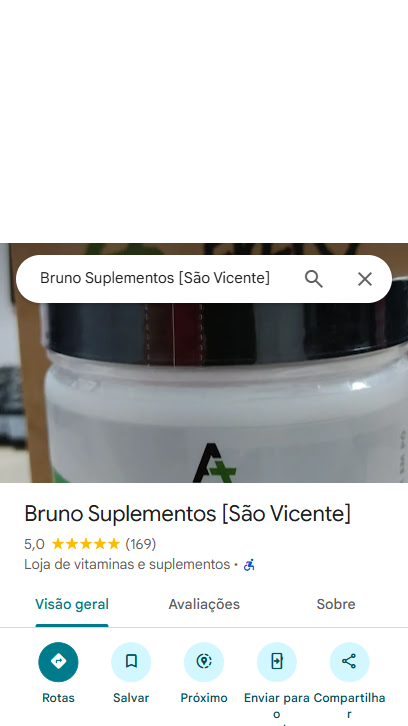 Bruno Suplementos [São Vicente]
Bruno Suplementos [São Vicente]
5,0 (169)
Loja de vitaminas e suplementos ·
Visão geral Avaliações Sobre
Rotas Salvar Próximo Enviar para o Compartilhar